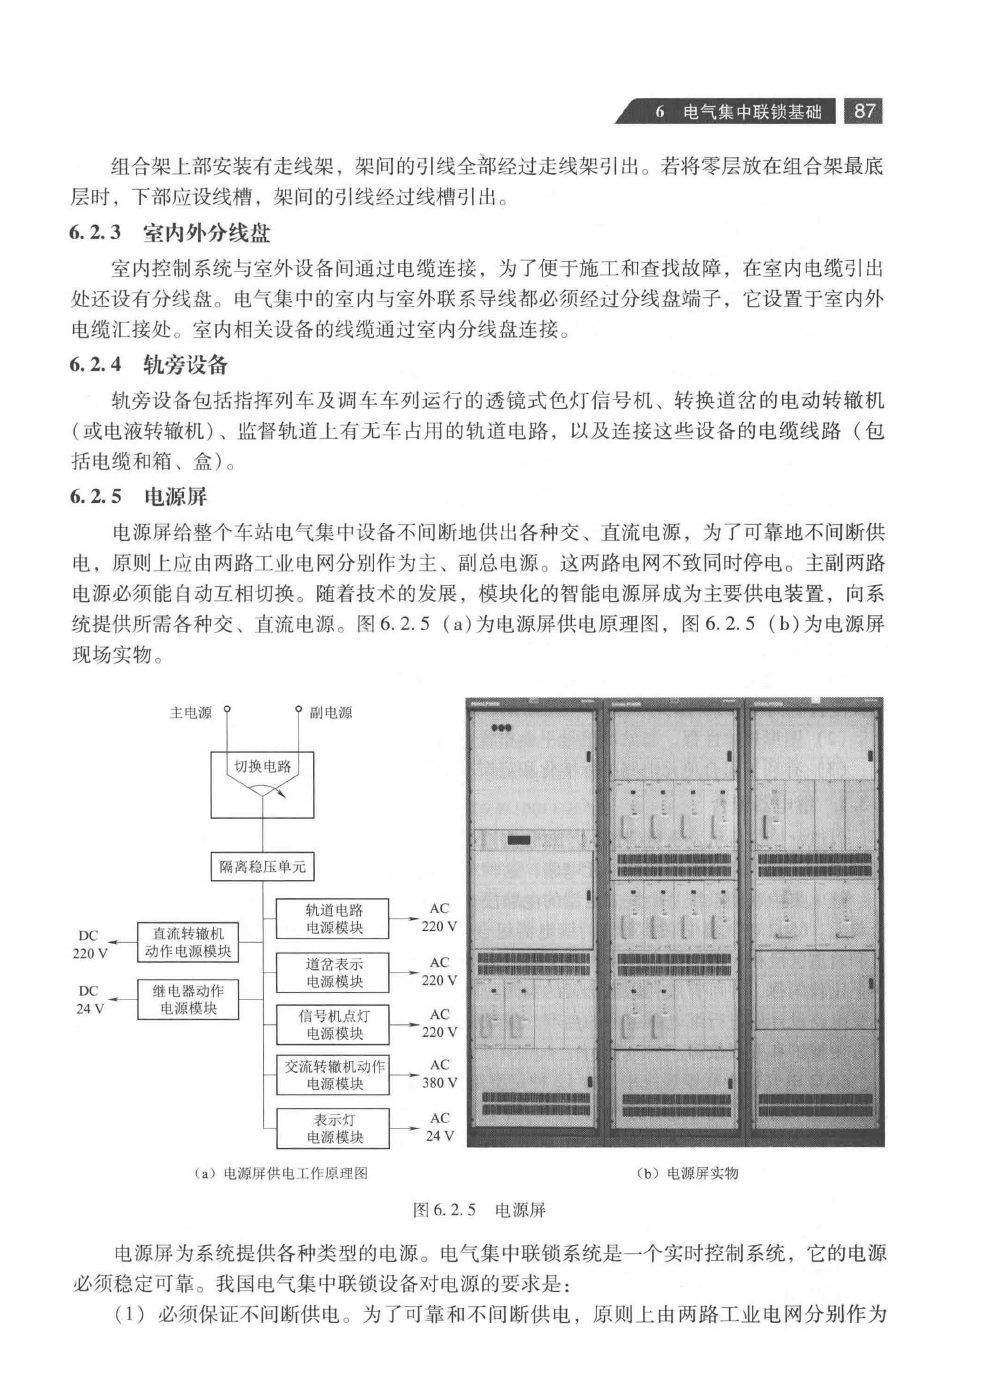 6 电气集中联锁基础 87
组合架上部安装有走线架，架间的引线全部经过走线架引出。若将零层放在组合架最底
层时，下部应设线槽，架间的引线经过线槽引出。
6.2.3 室内外分线盘
室内控制系统与室外设备间通过电缆连接，为了便于施工和查找故障，在室内电缆引出
处还设有分线盘。电气集中的室内与室外联系导线都必须经过分线盘端子，它设置于室内外
电缆汇接处。室内相关设备的线缆通过室内分线盘连接。
6.2.4 轨旁设备
轨旁设备包括指挥列车及调车车列运行的透镜式色灯信号机、转换道岔的电动转辙机
（或电液转辙机）、监督轨道上有无车占用的轨道电路，以及连接这些设备的电缆线路（包
括电缆和箱、盒）。
6.2.5 电源屏
电源屏给整个车站电气集中设备不间断地供出各种交、直流电源，为了可靠地不间断供
电，原则上应由两路工业电网分别作为主、副总电源。这两路电网不致同时停电。主副两路
电源必须能自动互相切换。随着技术的发展，模块化的智能电源屏成为主要供电装置，向系
统提供所需各种交、直流电源。图6.2.5（a）为电源屏供电原理图，图6.2.5（b）为电源屏
现场实物。
主电源 副电源
切换电路
隔离稳压单元
DC
220 V
直流转辙机
动作电源模块
DC
24 V
继电器动作
电源模块
轨道电路
电源模块
AC
220 V
道岔表示
电源模块
AC
220 V
信号机点灯
电源模块
AC
220 V
交流转辙机动作
电源模块
AC
380 V
表示灯
电源模块
AC
24 V
（a）电源屏供电工作原理图
（b）电源屏实物
图6.2.5 电源屏
电源屏为系统提供各种类型的电源。电气集中联锁系统是一个实时控制系统，它的电源
必须稳定可靠。我国电气集中联锁设备对电源的要求是：
（1）必须保证不间断供电。为了可靠和不间断供电，原则上由两路工业电网分别作为